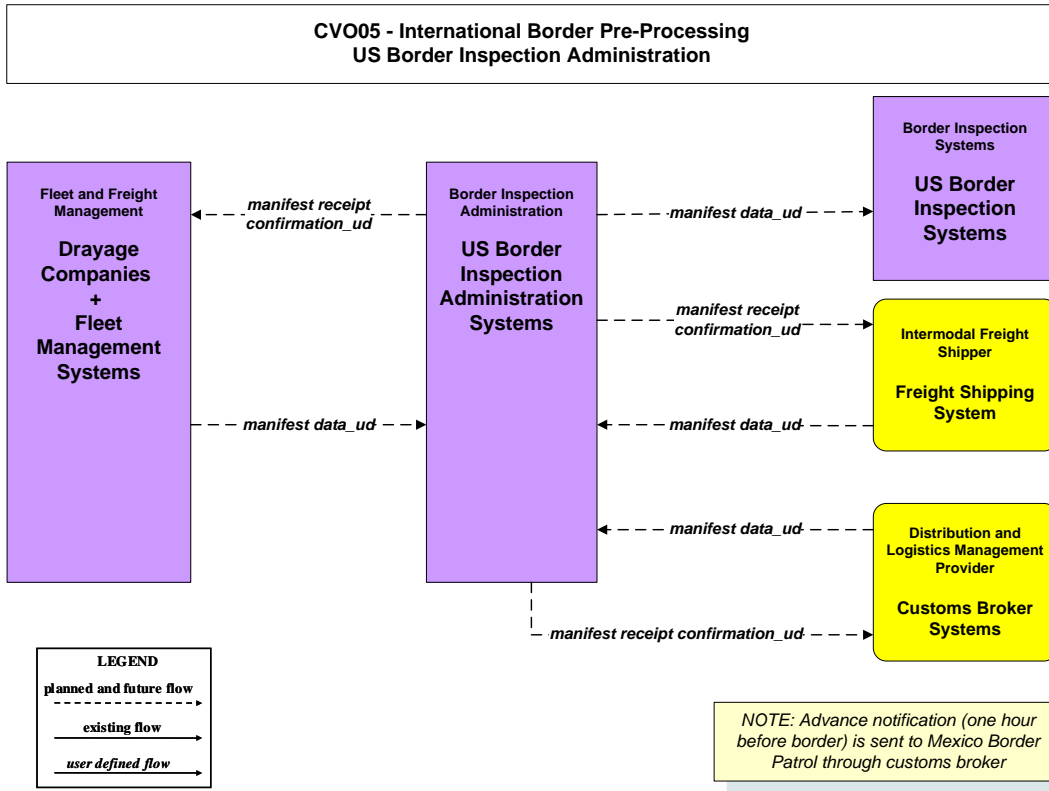 CVO05 - International Border Pre-Processing
US Border Inspection Administration
Fleet and Freight
Management
Drayage
Companies
+
Fleet
Management
Systems
manifest receipt
confirmation_ud
manifest data_ud
Border Inspection
Administration
US Border
Inspection
Administration
Systems
manifest data_ud
manifest receipt
confirmation_ud
manifest data_ud
manifest data_ud
manifest receipt confirmation_ud
Border Inspection
Systems
US Border
Inspection
Systems
Intermodal Freight
Shipper
Freight Shipping
System
Distribution and
Logistics Management
Provider
Customs Broker
Systems
LEGEND
planned and future flow
existing flow
user defined flow
NOTE: Advance notification (one hour
before border) is sent to Mexico Border
Patrol through customs broker